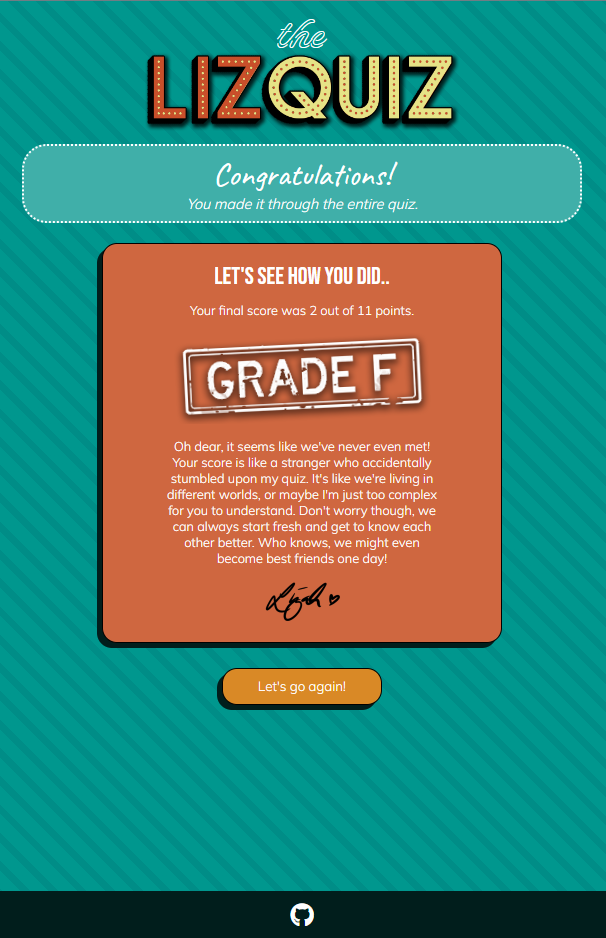 the
LIZQUIZ
Congratulations!
You made it through the entire quiz.
LET'S SEE HOW YOU DID..
Your final score was 2 out of 11 points.
GRADE F
Oh dear, it seems like we've never even met!
Your score is like a stranger who accidentally
stumbled upon my quiz. It's like we're living in
different worlds, or maybe I'm just too complex
for you to understand. Don't worry though, we
can always start fresh and get to know each
other better. Who knows, we might even
become best friends one day!
Let's go again!